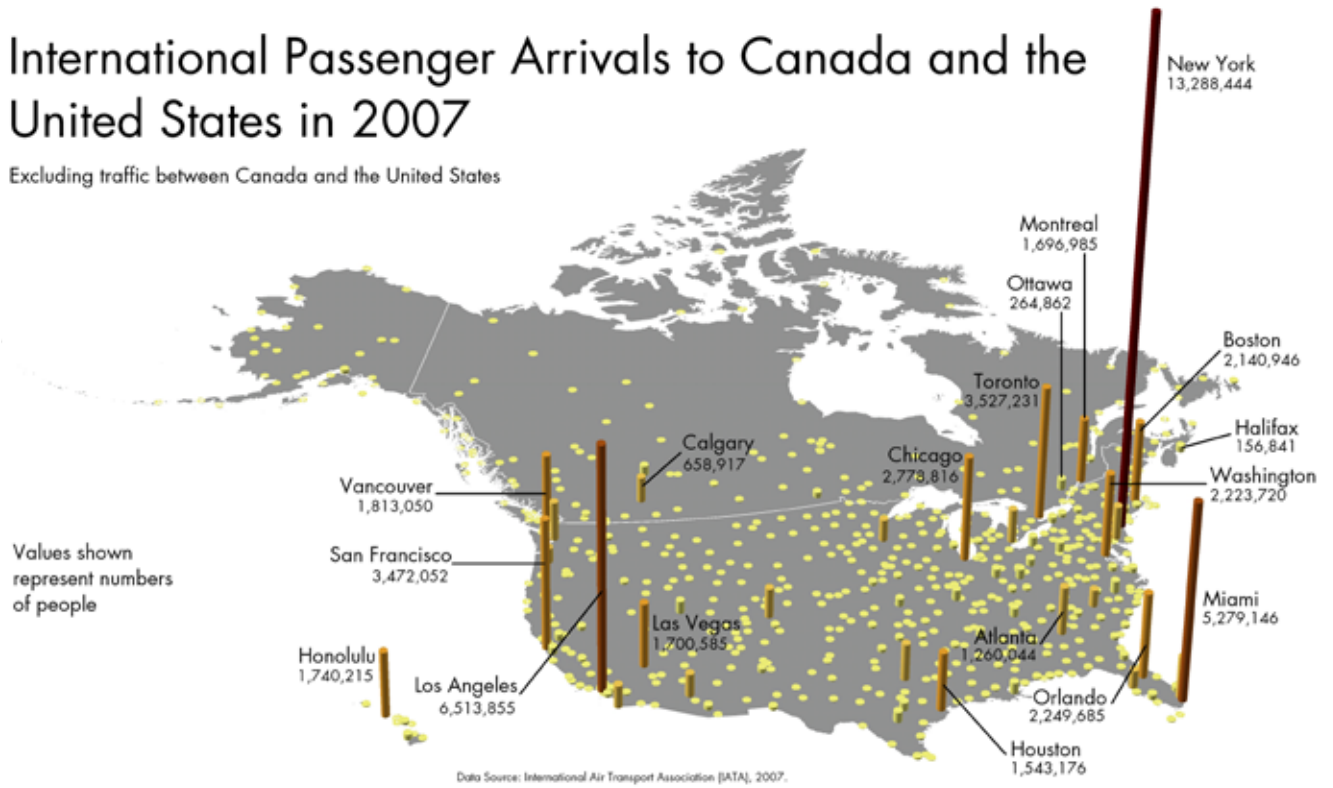 International Passenger Arrivals to Canada and the
United States in 2007
Excluding traffic between Canada and the United States
New York
13,288,444
Montreal
1,696,985
Ottawa
264,862
Boston
2,140,946
Toronto
3,527,231
Halifax
156,841
Calgary
658,917
Chicago
2,778,816
Washington
2,223,720
Vancouver
1,813,050
San Francisco
3,472,052
Values shown
represent numbers
of people
Miami
5,279,146
Las Vegas
1,700,585
Atlanta
1,260,044
Honolulu
1,740,215
Los Angeles
6,513,855
Orlando
2,249,685
Houston
1,543,176
Data Source: International Air Transport Association (IATA), 2007.